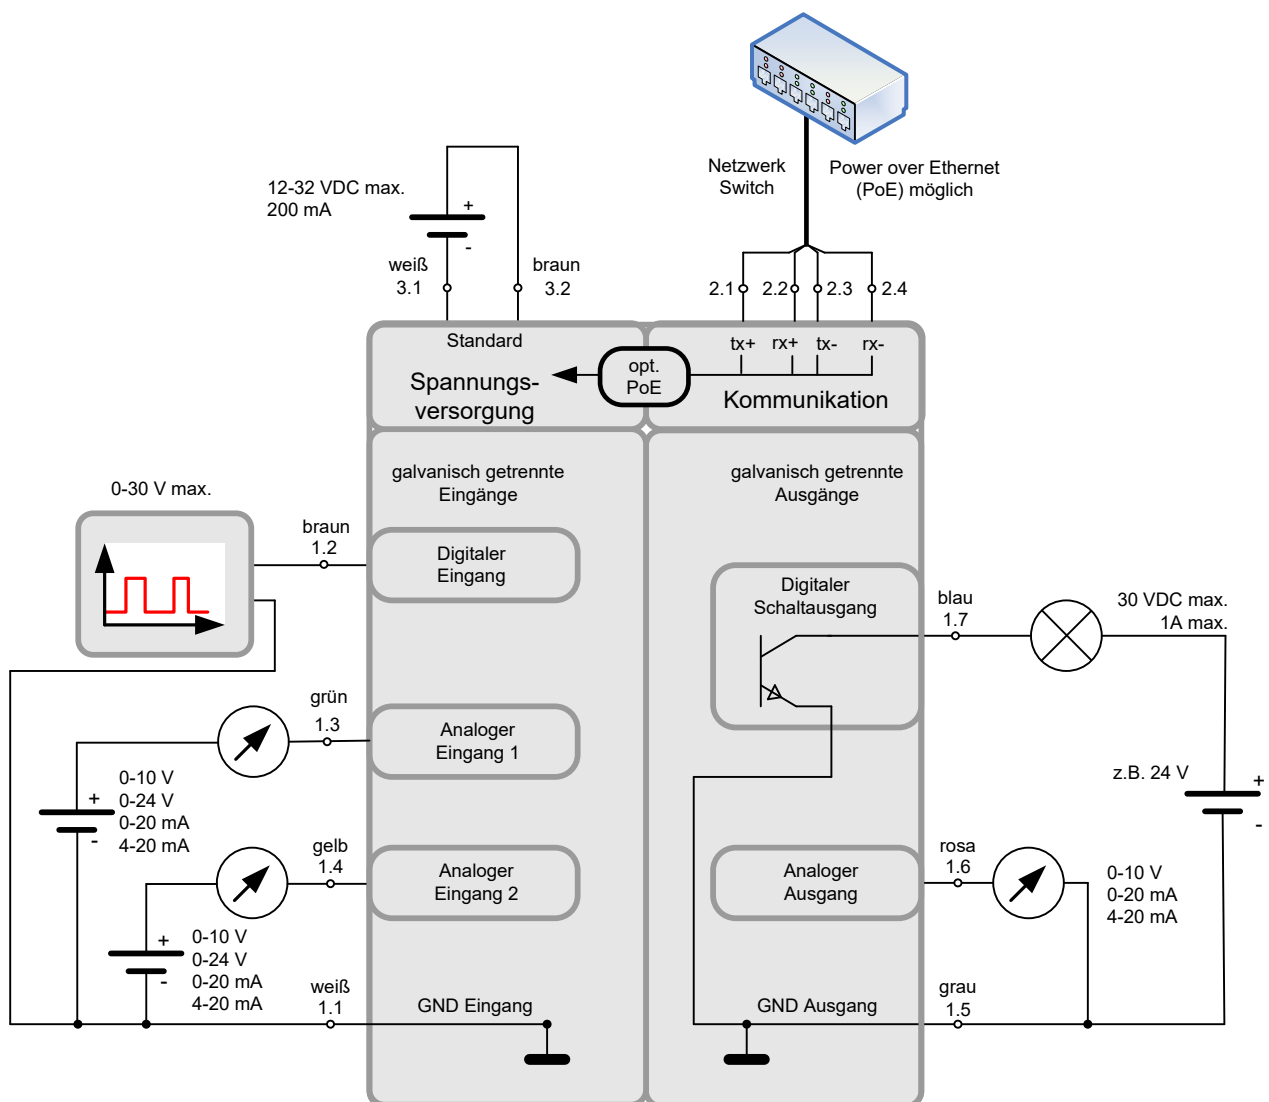 Netzwerk
Switch
Power over Ethernet
(PoE) möglich
12-32 VDC max.
200 mA
+
-
weiß
3.1
braun
3.2
2.1
2.2
2.3
2.4
Standard
Spannungs-
versorgung
opt.
PoE
tx+
rx+
tx-
rx-
Kommunikation
galvanisch getrennte
Eingänge
galvanisch getrennte
Ausgänge
0-30 V max.
braun
1.2
Digitaler
Eingang
Digitaler
Schaltausgang
blau
1.7
30 VDC max.
1A max.
grün
1.3
Analoger
Eingang 1
0-10 V
0-24 V
0-20 mA
4-20 mA
+
-
z.B. 24 V
+
-
gelb
1.4
Analoger
Eingang 2
Analoger
Ausgang
rosa
1.6
0-10 V
0-20 mA
4-20 mA
+
-
0-10 V
0-24 V
0-20 mA
4-20 mA
weiß
1.1
GND Eingang
GND Ausgang
grau
1.5